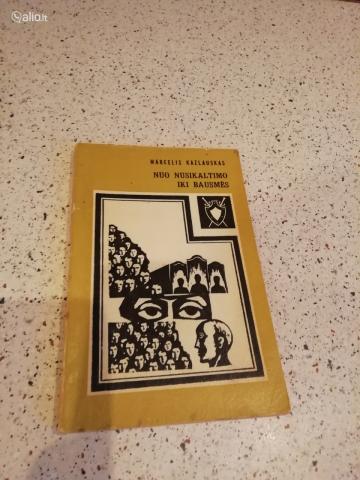 alio.lt
MARCELIS KAZLAUSKAS
NUO NUSIKALTIMO
IKI BAUSMĖS